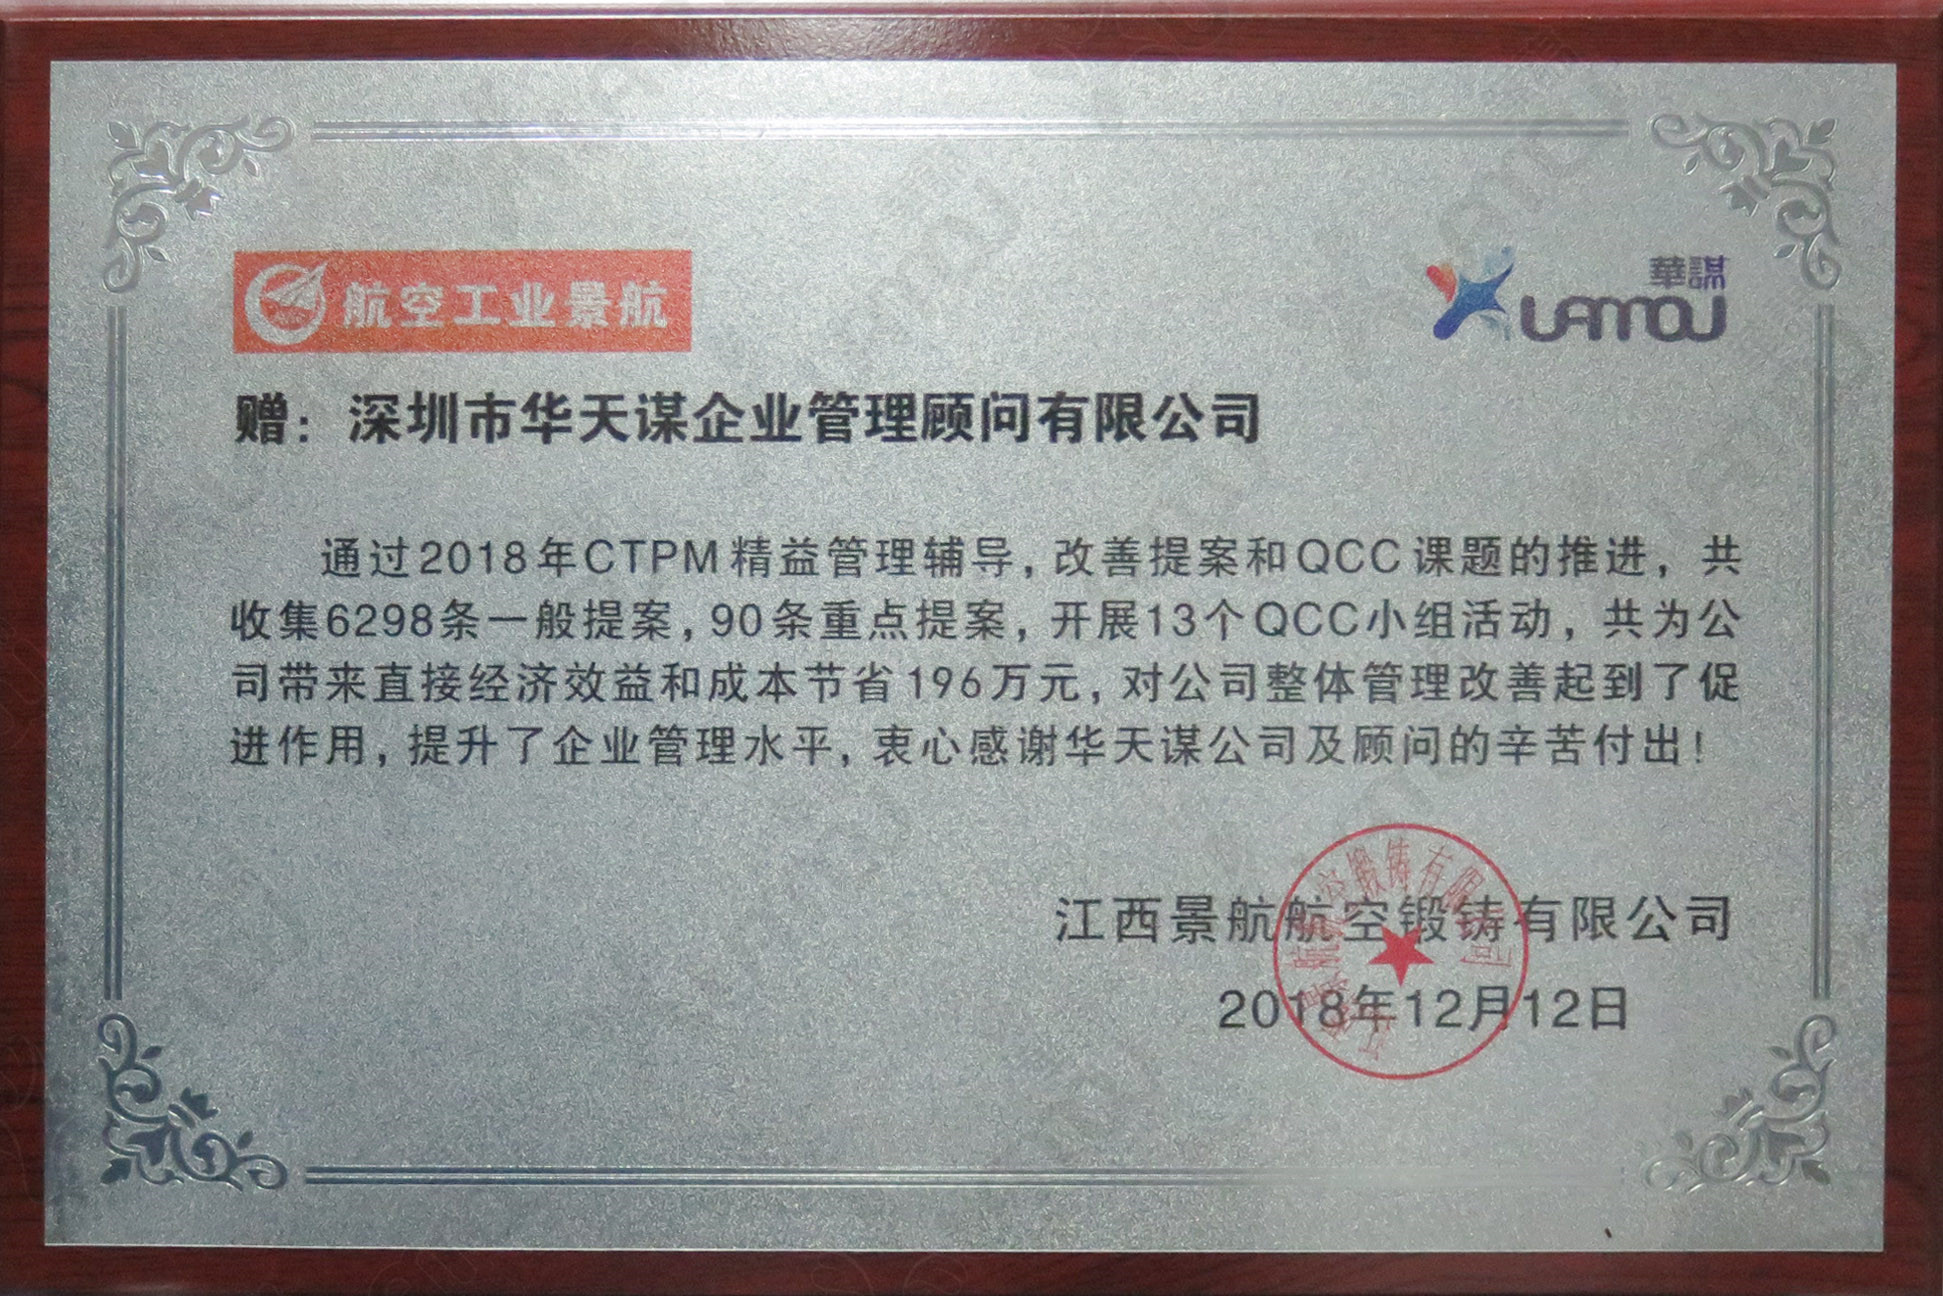 航空工业景航
華謀
UAMOU
赠：深圳市华天谋企业管理顾问有限公司
通过2018年CTPM精益管理辅导，改善提案和QCC课题的推进，共
收集6298条一般提案，90条重点提案，开展13个QCC小组活动，共为公
司带来直接经济效益和成本节省196万元，对公司整体管理改善起到了促
进作用，提升了企业管理水平，衷心感谢华天谋公司及顾问的辛苦付出！
江西景航航空锻铸有限公司
2018年12月12日